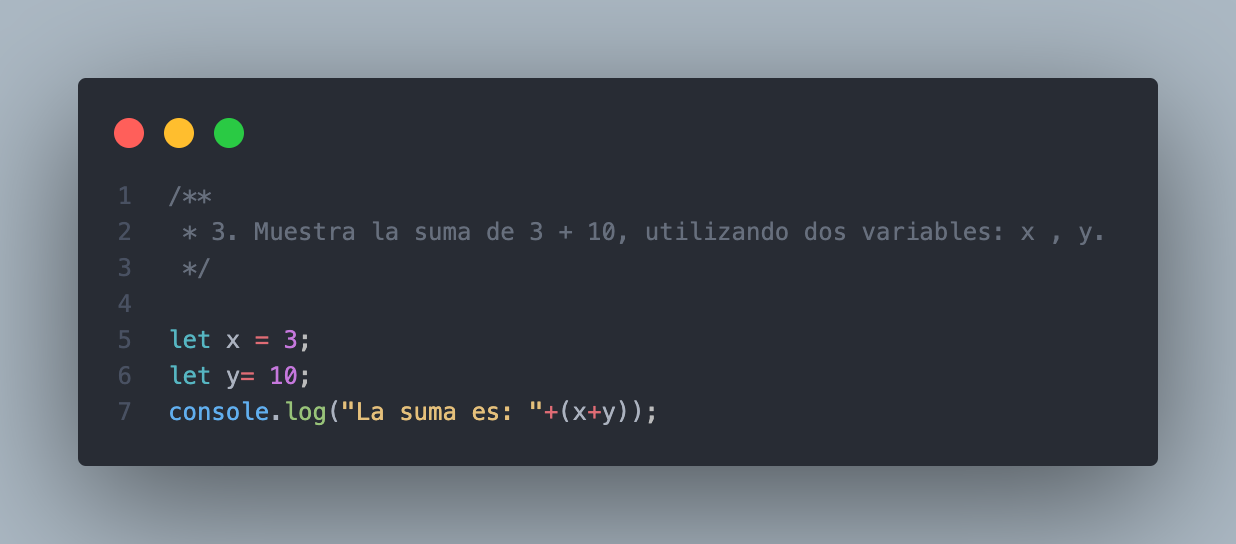 1 /**
2  * 3. Muestra la suma de 3 + 10, utilizando dos variables: x , y.
3  */
4
5 let x = 3;
6 let y= 10;
7 console.log("La suma es: "+(x+y));